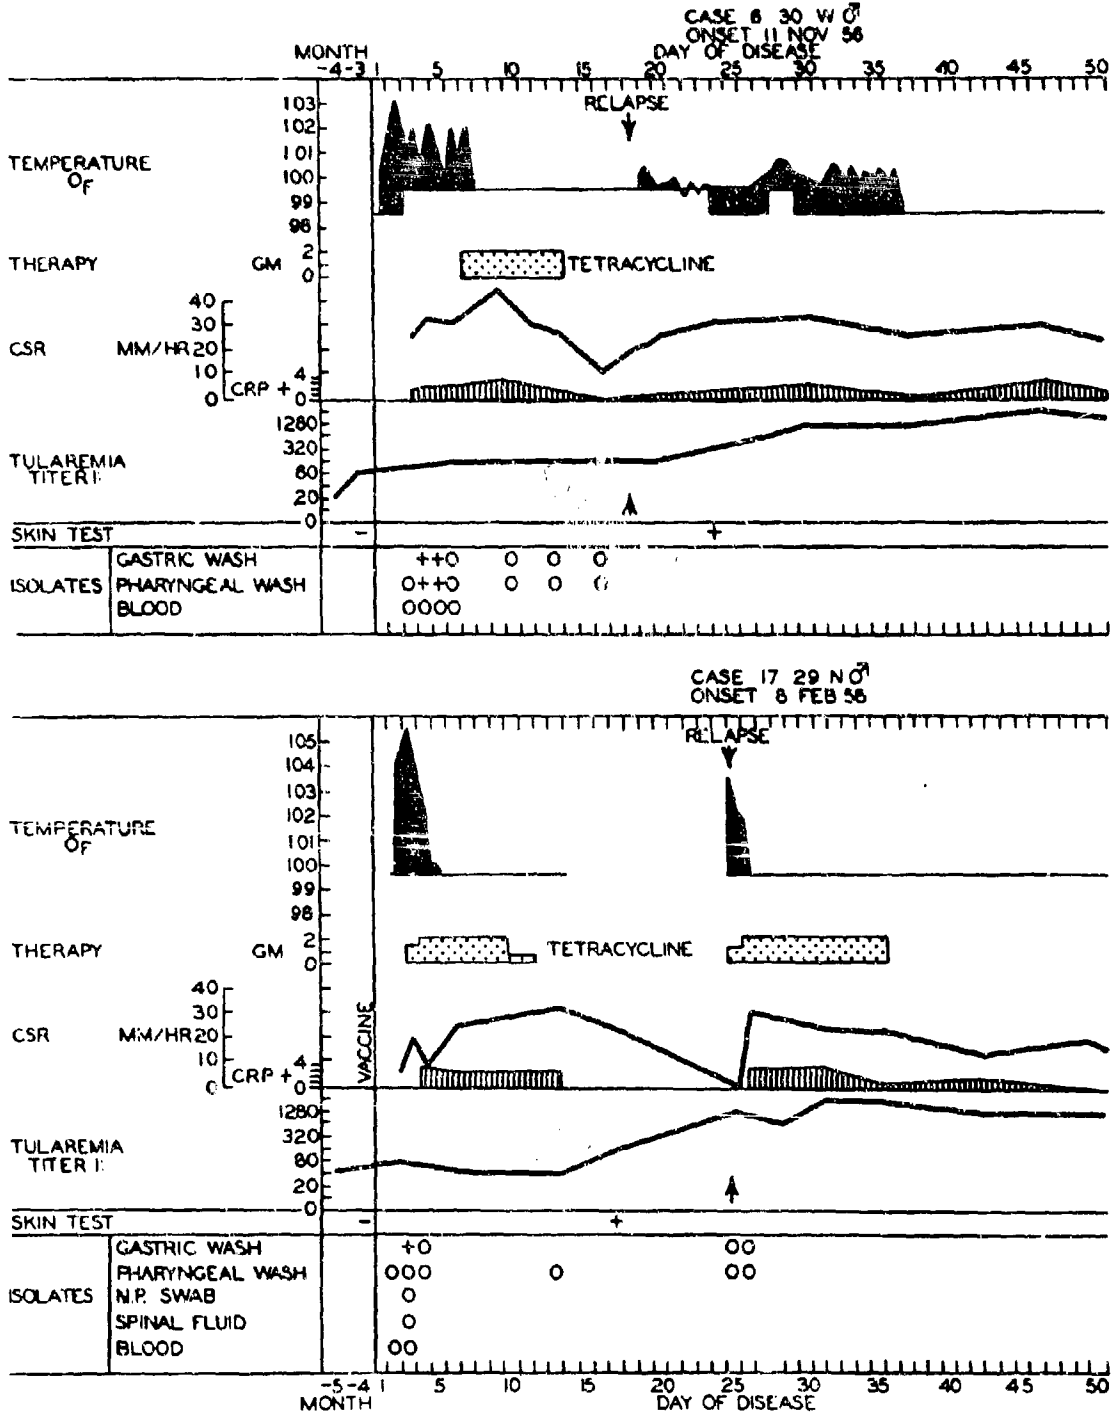 CASE 6 30 W ♂
ONSET 11 NOV 56
MONTH DAY OF DISEASE
-4-3 1 5 10 15 20 25 30 35 40 45 50
RELAPSE
TEMPERATURE
OF
103
102
101
100
99
98
THERAPY GM 2
0
TETRACYCLINE
CSR MM/HR
40
30
20
10
0
CRP + 4
0
TULAREMIA
TITER 1:
1280
320
80
20
0
SKIN TEST - +
ISOLATES
GASTRIC WASH ++0 0 0 0
PHARYNGEAL WASH 0++0 0 0 0
BLOOD 0000
CASE 17 29 N ♂
ONSET 8 FEB 56
RELAPSE
TEMPERATURE
OF
105
104
103
102
101
100
99
98
THERAPY GM 2
0
TETRACYCLINE
VACCINE
CSR MM/HR
40
30
20
10
0
CRP + 4
0
TULAREMIA
TITER 1:
1280
320
80
20
0
SKIN TEST - +
ISOLATES
GASTRIC WASH +0 00
PHARYNGEAL WASH 000 0 00
N.P. SWAB 0
SPINAL FLUID 0
BLOOD 00
-5-4 1 5 10 15 20 25 30 35 40 45 50
MONTH DAY OF DISEASE